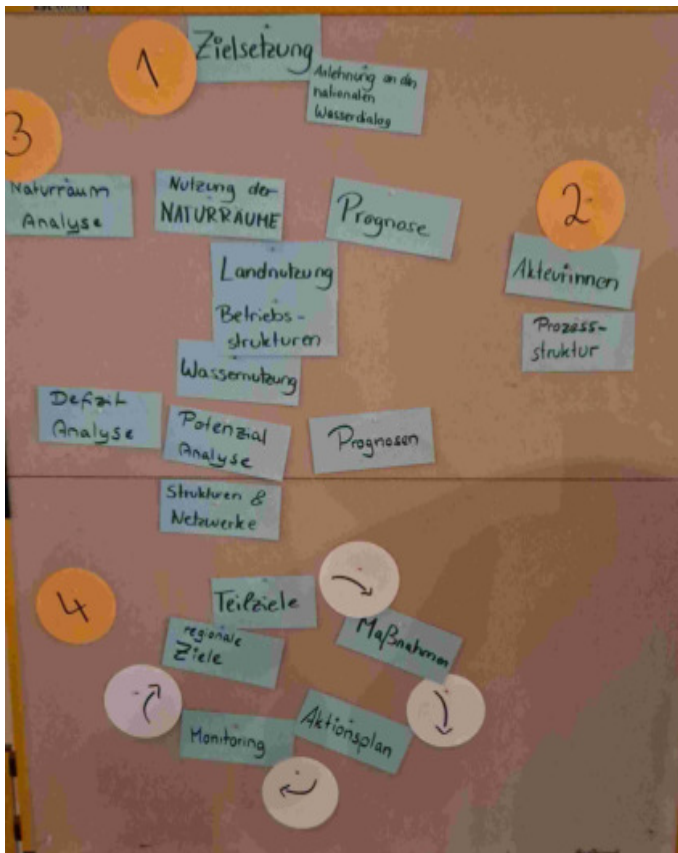 1
Zielsetzung
Anlehnung an den
nationalen
Wasserdialog
3
Naturraum
Analyse
Nutzung der
NATURRÄUME
Prognose
2
Akteurinnen
Prozess-
struktur
Landnutzung
Betriebs-
strukturen
Wassernutzung
Defizit
Analyse
Potenzial
Analyse
Prognosen
Strukturen &
Netzwerke
4
Teilziele
regionale
Ziele
Maßnahmen
Aktionsplan
Monitoring